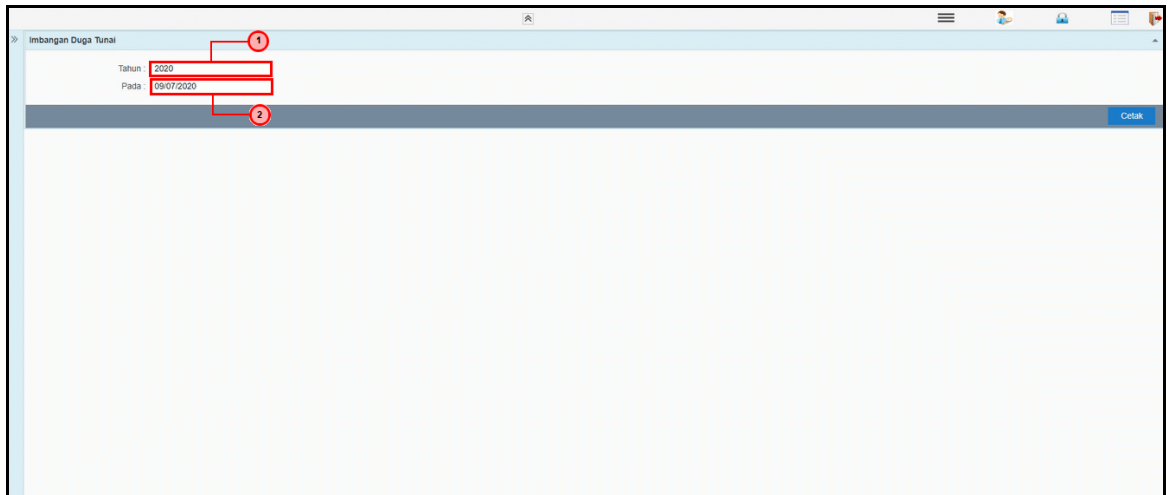 Imbangan Duga Tunai
1
Tahun : 2020
Pada : 09/07/2020
2
Cetak